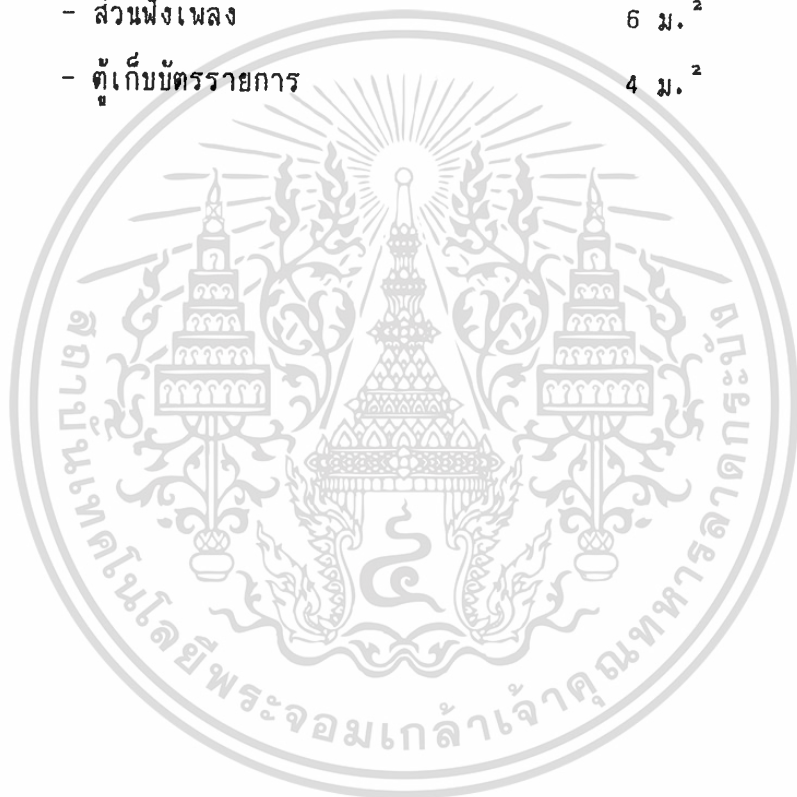 - ส่วนฟังเพลง 6 ม.²
- ตู้เก็บบัตรรายการ 4 ม.²
สถาบันเทคโนโลยีพระจอมเกล้าเจ้าคุณทหารลาดกระบัง